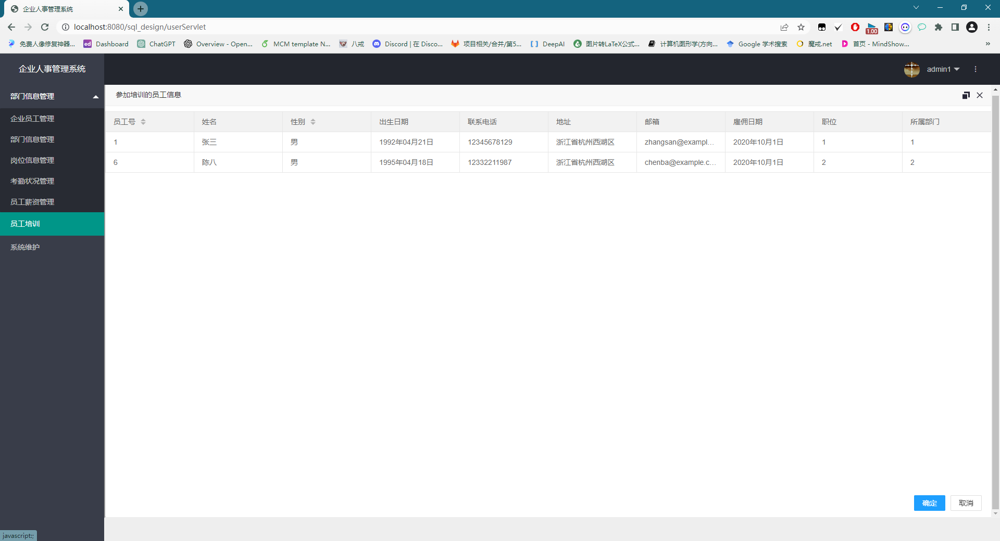 企业人事管理系统
localhost:8080/sql_design/userServlet
1.00
免费人像修复神器... ed Dashboard ChatGPT Overview - Open... MCM template N... 八戒 Discord | 在 Disco... 项目相关/合并/第5... DeepAI 图片转LaTeX公式... 计算机图形学(方向... Google 学术搜索 魔戒.net 首页 - MindShow... »
企业人事管理系统
admin1
部门信息管理
企业员工管理
部门信息管理
岗位信息管理
考勤状况管理
员工薪资管理
员工培训
系统维护
参加培训的员工信息
员工号 姓名 性别 出生日期 联系电话 地址 邮箱 雇佣日期 职位 所属部门
1 张三 男 1992年04月21日 12345678129 浙江省杭州西湖区 zhangsan@exampl... 2020年10月1日 1 1
6 陈八 男 1995年04月18日 12332211987 浙江省杭州西湖区 chenba@example.c... 2020年10月1日 2 2
确定 取消
javascript:;